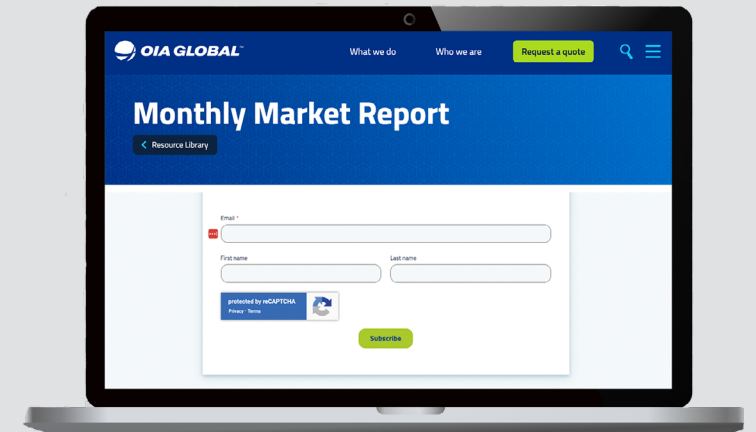 OIA GLOBAL™
What we do
Who we are
Request a quote
Monthly Market Report
Resource Library
Email *
First name
Last name
protected by reCAPTCHA
Privacy - Terms
Subscribe